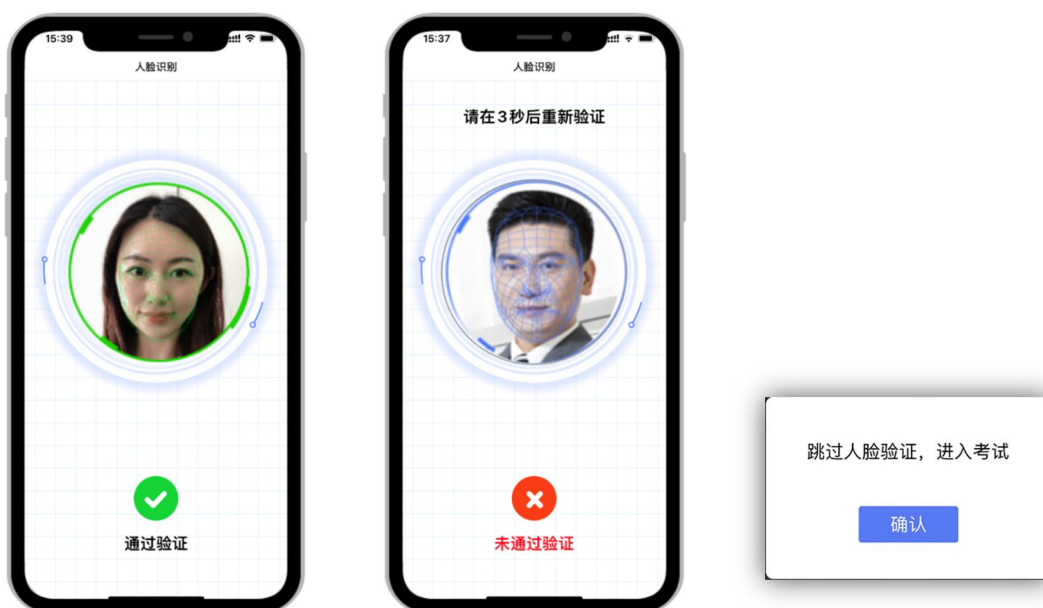 15:39
人脸识别
通过验证
15:37
人脸识别
请在3秒后重新验证
未通过验证
跳过人脸验证，进入考试
确认